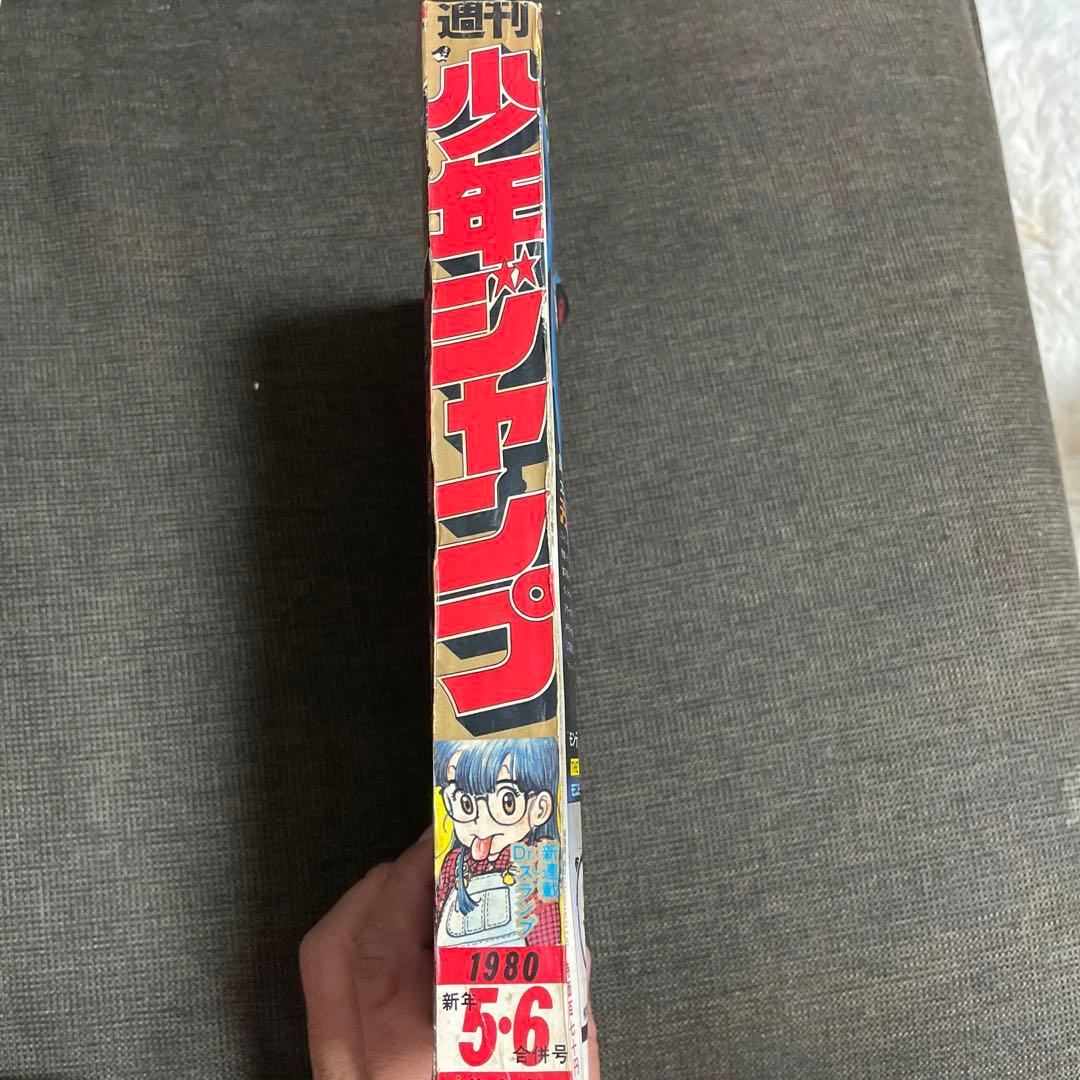 週刊
少年ジャンプ
新連載
Dr.スランプ
1980
新年
5・6
合併号